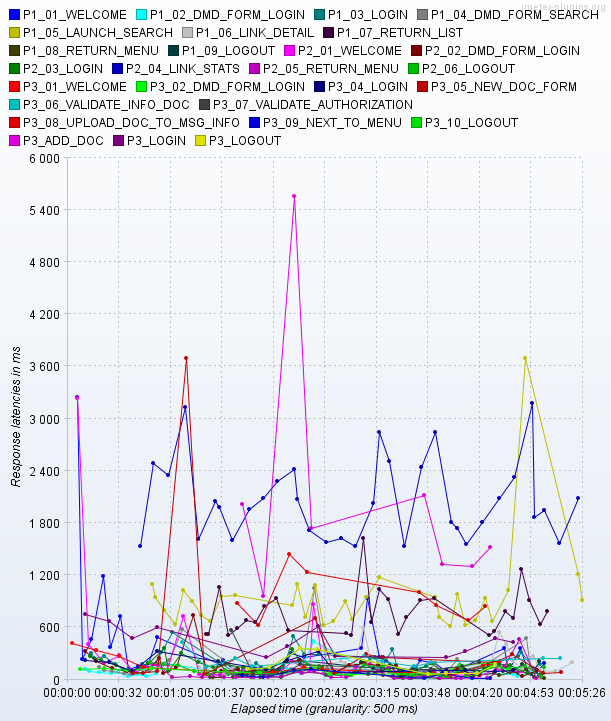 jmeter-plugins.org
P1_01_WELCOME P1_02_DMD_FORM_LOGIN P1_03_LOGIN P1_04_DMD_FORM_SEARCH
P1_05_LAUNCH_SEARCH P1_06_LINK_DETAIL P1_07_RETURN_LIST
P1_08_RETURN_MENU P1_09_LOGOUT P2_01_WELCOME P2_02_DMD_FORM_LOGIN
P2_03_LOGIN P2_04_LINK_STATS P2_05_RETURN_MENU P2_06_LOGOUT
P3_01_WELCOME P3_02_DMD_FORM_LOGIN P3_04_LOGIN P3_05_NEW_DOC_FORM
P3_06_VALIDATE_INFO_DOC P3_07_VALIDATE_AUTHORIZATION
P3_08_UPLOAD_DOC_TO_MSG_INFO P3_09_NEXT_TO_MENU P3_10_LOGOUT
P3_ADD_DOC P3_LOGIN P3_LOGOUT
6 000
5 400
4 800
4 200
3 600
3 000
2 400
1 800
1 200
600
0
Response latencies in ms
00:00:00 00:00:32 00:01:05 00:01:37 00:02:10 00:02:43 00:03:15 00:03:48 00:04:20 00:04:53 00:05:26
Elapsed time (granularity: 500 ms)